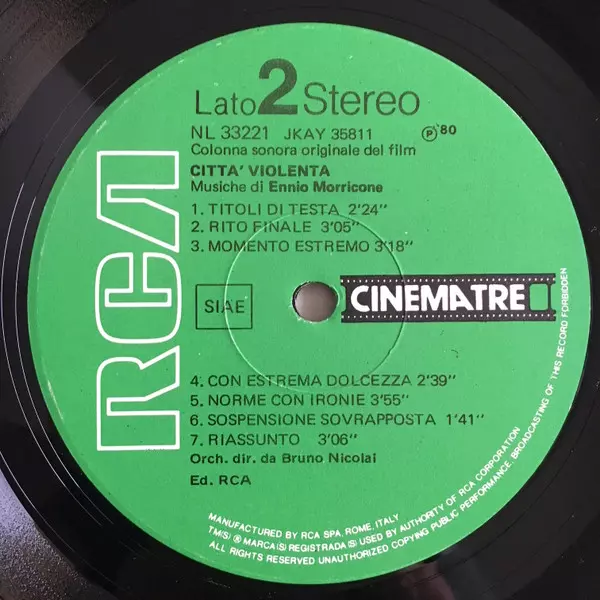 Lato 2 Stereo
NL 33221 JKAY 35811 Ⓟ'80
Colonna sonora originale del film
CITTA' VIOLENTA
Musiche di Ennio Morricone
1. TITOLI DI TESTA 2'24"
2. RITO FINALE 3'05"
3. MOMENTO ESTREMO 3'18"
RCA
SIAE
CINEMATRE
4. CON ESTREMA DOLCEZZA 2'39"
5. NORME CON IRONIE 3'55"
6. SOSPENSIONE SOVRAPPOSTA 1'41"
7. RIASSUNTO 3'06"
Orch. dir. da Bruno Nicolai
Ed. RCA
MANUFACTURED BY RCA SPA, ROME, ITALY
TM(S) ® MARCA(S) REGISTRADA(S) USED BY AUTHORITY OF RCA CORPORATION
ALL RIGHTS RESERVED UNAUTHORIZED COPYING PUBLIC PERFORMANCE, BROADCASTING OF THIS RECORD FORBIDDEN